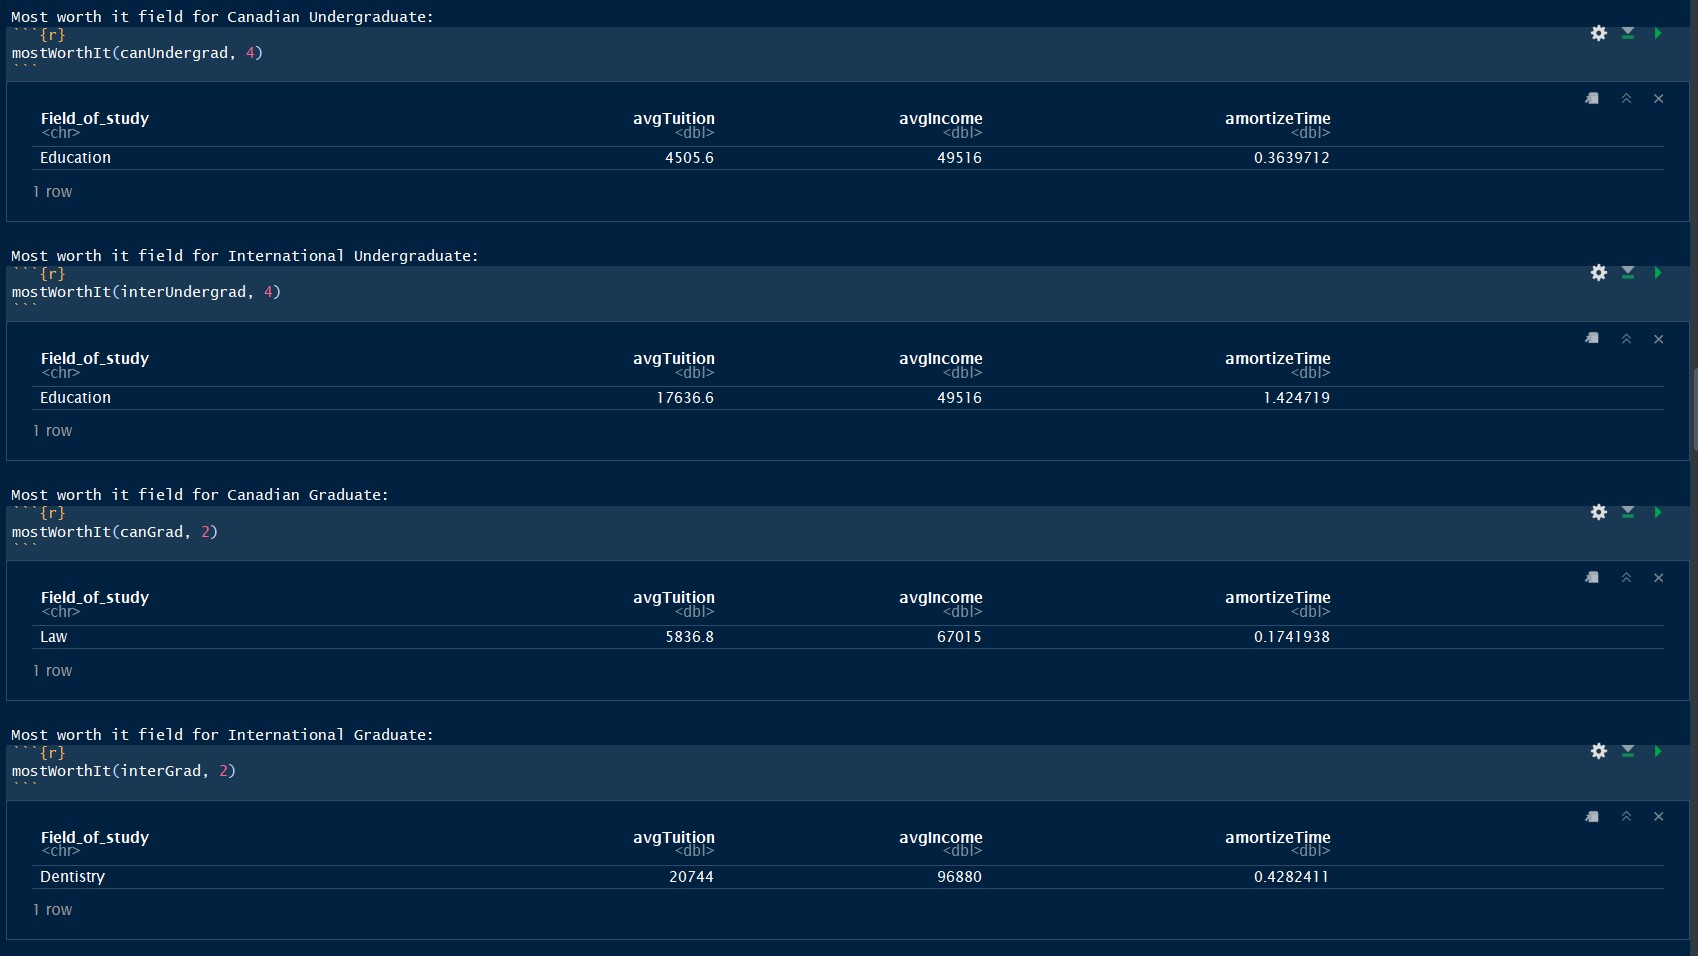 Most worth it field for Canadian Undergraduate:
```{r}
mostWorthIt(canUndergrad, 4)
```
Field_of_study avgTuition avgIncome amortizeTime
<chr> <dbl> <dbl> <dbl>
Education 4505.6 49516 0.3639712
1 row
Most worth it field for International Undergraduate:
```{r}
mostWorthIt(interUndergrad, 4)
```
Field_of_study avgTuition avgIncome amortizeTime
<chr> <dbl> <dbl> <dbl>
Education 17636.6 49516 1.424719
1 row
Most worth it field for Canadian Graduate:
```{r}
mostWorthIt(canGrad, 2)
```
Field_of_study avgTuition avgIncome amortizeTime
<chr> <dbl> <dbl> <dbl>
Law 5836.8 67015 0.1741938
1 row
Most worth it field for International Graduate:
```{r}
mostWorthIt(interGrad, 2)
```
Field_of_study avgTuition avgIncome amortizeTime
<chr> <dbl> <dbl> <dbl>
Dentistry 20744 96880 0.4282411
1 row